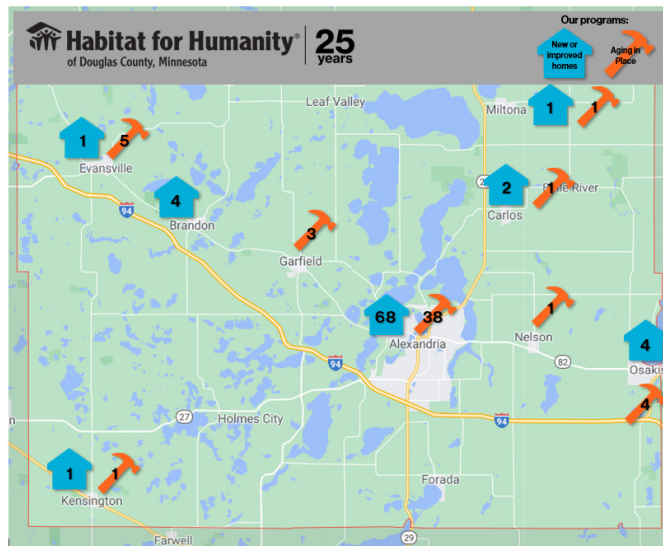 Habitat for Humanity®
of Douglas County, Minnesota
25
years
Our programs:
New or
improved
homes
Aging in
Place
Leaf Valley
Miltona
1
1
1
5
Evansville
4
Brandon
94
2
2
1
River
Carlos
3
Garfield
68
38
Alexandria
1
Nelson
4
Osakis
82
94
4
94
27
Holmes City
1
1
Kensington
Forada
Farwell
29